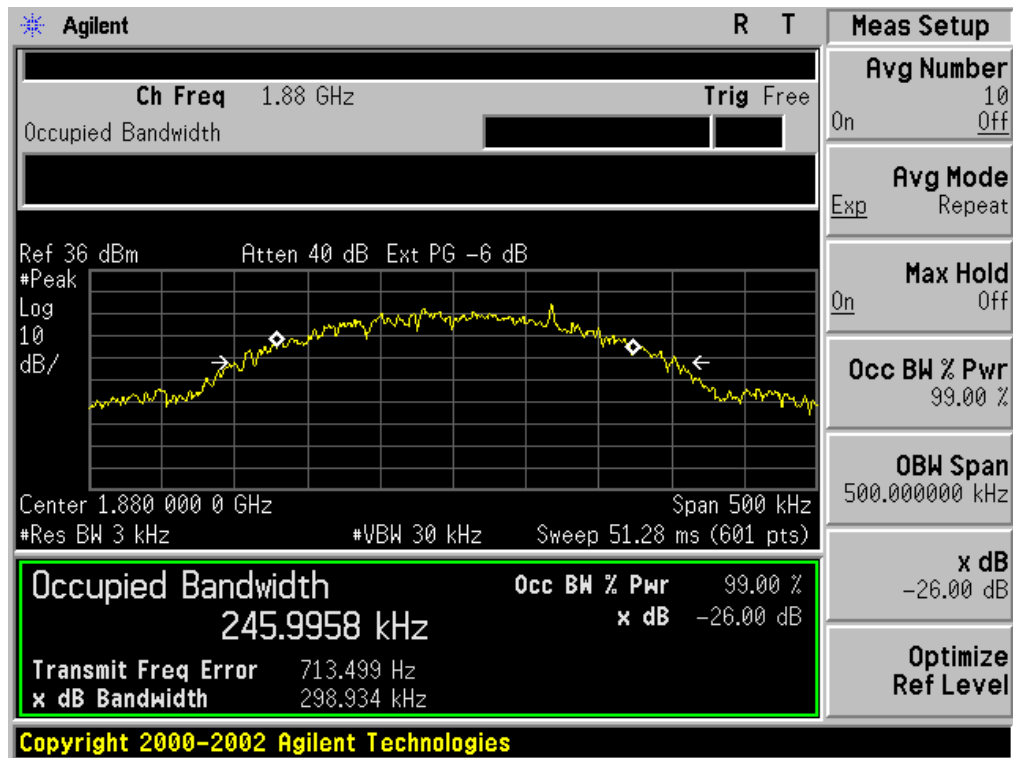 Agilent R T
Ch Freq 1.88 GHz Trig Free
Occupied Bandwidth
Ref 36 dBm Atten 40 dB Ext PG -6 dB
#Peak
Log
10
dB/
Center 1.880 000 0 GHz Span 500 kHz
#Res BW 3 kHz #VBW 30 kHz Sweep 51.28 ms (601 pts)
Occupied Bandwidth Occ BW % Pwr 99.00 %
245.9958 kHz x dB -26.00 dB
Transmit Freq Error 713.499 Hz
x dB Bandwidth 298.934 kHz
Copyright 2000-2002 Agilent Technologies
Meas Setup
Avg Number
10
On Off
Avg Mode
Exp Repeat
Max Hold
On Off
Occ BW % Pwr
99.00 %
OBW Span
500.000000 kHz
x dB
-26.00 dB
Optimize
Ref Level